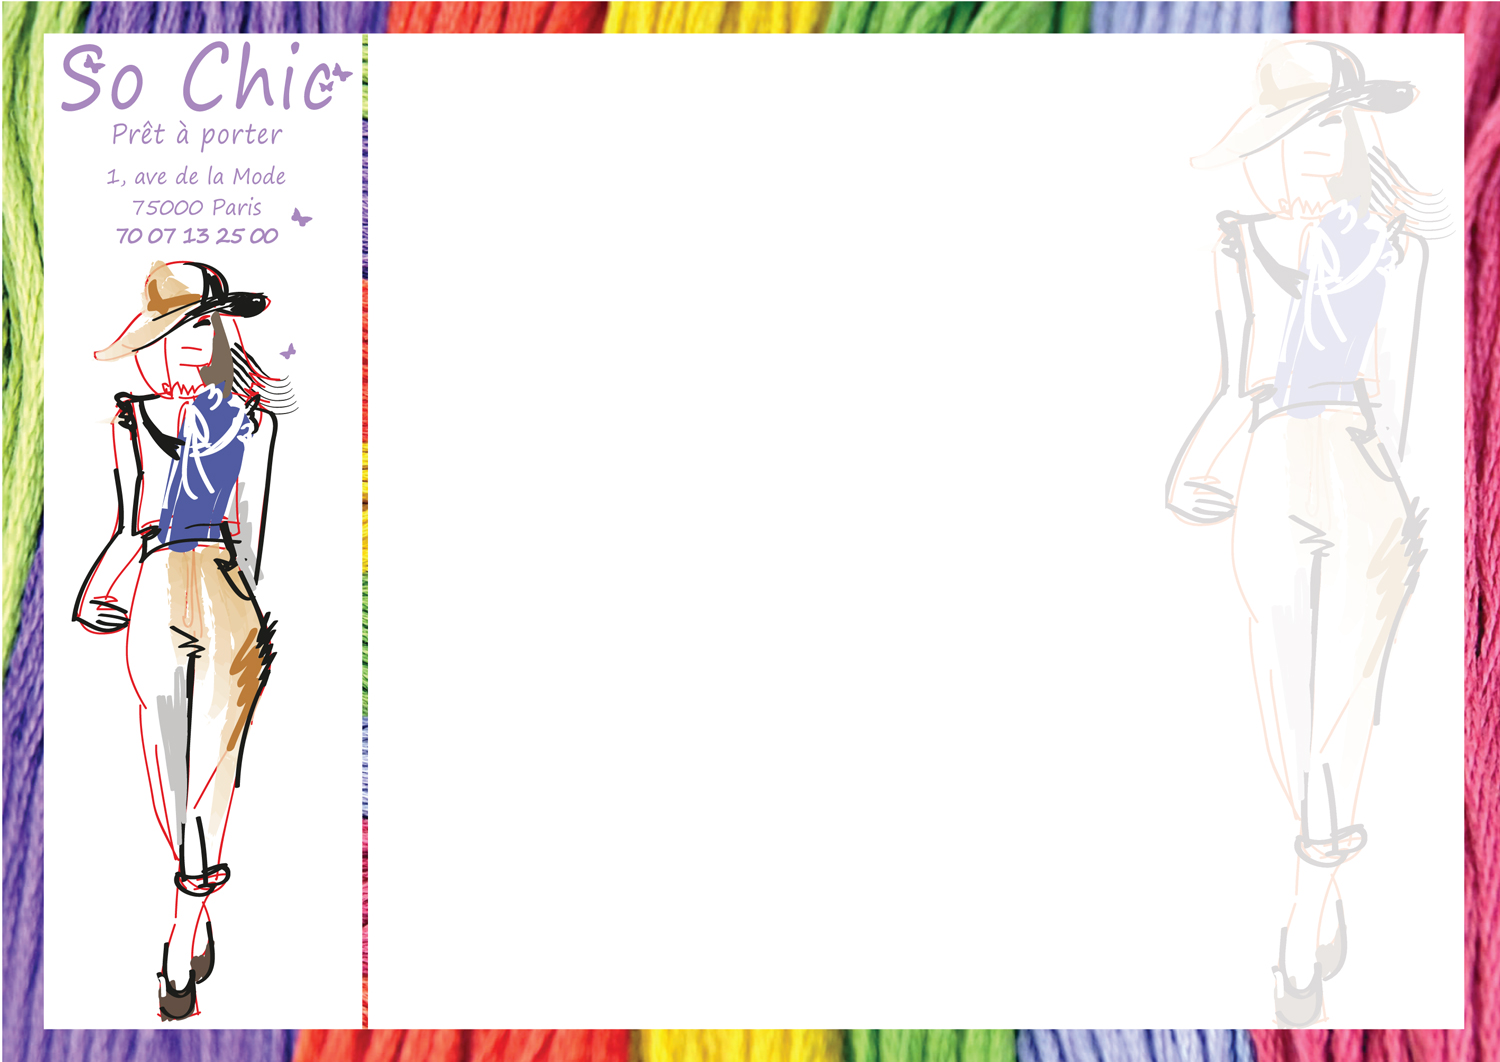 So Chic
Prêt à porter
1, ave de la Mode
75000 Paris
70 07 13 25 00